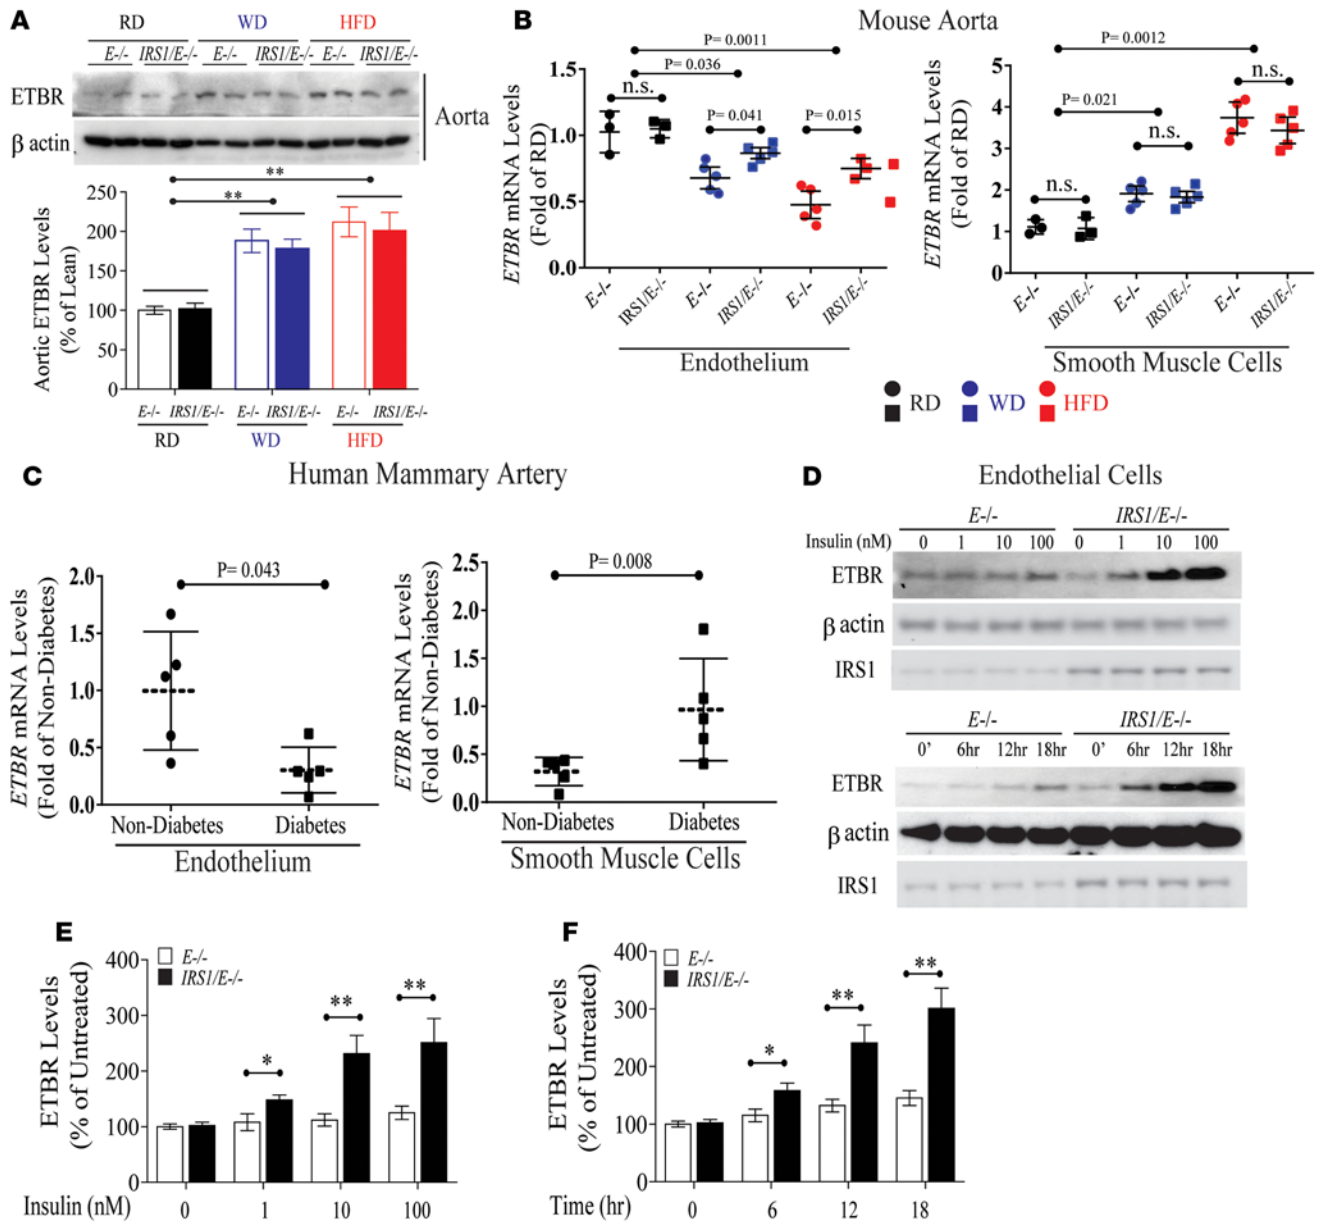 A
RD WD HFD
E-/- IRS1/E-/- E-/- IRS1/E-/- E-/- IRS1/E-/-
ETBR
β actin
Aorta
**
**
Aortic ETBR Levels
(% of Lean)
250
200
150
100
50
0
E-/- IRS1/E-/- E-/- IRS1/E-/- E-/- IRS1/E-/-
RD WD HFD
B
Mouse Aorta
ETBR mRNA Levels
(Fold of RD)
1.5
1.0
0.5
0.0
P= 0.0011
P= 0.036
n.s.
P= 0.041
P= 0.015
E-/- IRS1/E-/- E-/- IRS1/E-/- E-/- IRS1/E-/-
Endothelium
ETBR mRNA Levels
(Fold of RD)
5
4
3
2
1
0
P= 0.0012
n.s.
P= 0.021
n.s.
n.s.
E-/- IRS1/E-/- E-/- IRS1/E-/- E-/- IRS1/E-/-
Smooth Muscle Cells
RD WD HFD
C
Human Mammary Artery
ETBR mRNA Levels
(Fold of Non-Diabetes)
2.0
1.5
1.0
0.5
0.0
P= 0.043
Non-Diabetes Diabetes
Endothelium
ETBR mRNA Levels
(Fold of Non-Diabetes)
2.5
2.0
1.5
1.0
0.5
0.0
P= 0.008
Non-Diabetes Diabetes
Smooth Muscle Cells
D
Endothelial Cells
E-/- IRS1/E-/-
Insulin (nM) 0 1 10 100 0 1 10 100
ETBR
β actin
IRS1
E-/- IRS1/E-/-
0' 6hr 12hr 18hr 0' 6hr 12hr 18hr
ETBR
β actin
IRS1
E
E-/-
IRS1/E-/-
ETBR Levels
(% of Untreated)
400
300
200
100
0
*
**
**
Insulin (nM) 0 1 10 100
F
E-/-
IRS1/E-/-
ETBR Levels
(% of Untreated)
400
300
200
100
0
*
**
**
Time (hr) 0 6 12 18